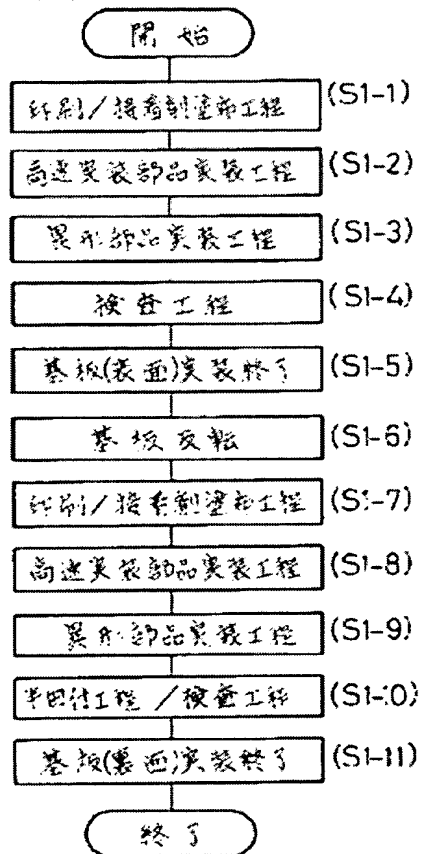 開始
印刷/接着剤塗布工程 (S1-1)
高速実装部品実装工程 (S1-2)
異形部品実装工程 (S1-3)
検査工程 (S1-4)
基板(表面)実装終了 (S1-5)
基板反転 (S1-6)
印刷/接着剤塗布工程 (S1-7)
高速実装部品実装工程 (S1-8)
異形部品実装工程 (S1-9)
半田付工程/検査工程 (S1-10)
基板(裏面)実装終了 (S1-11)
終了